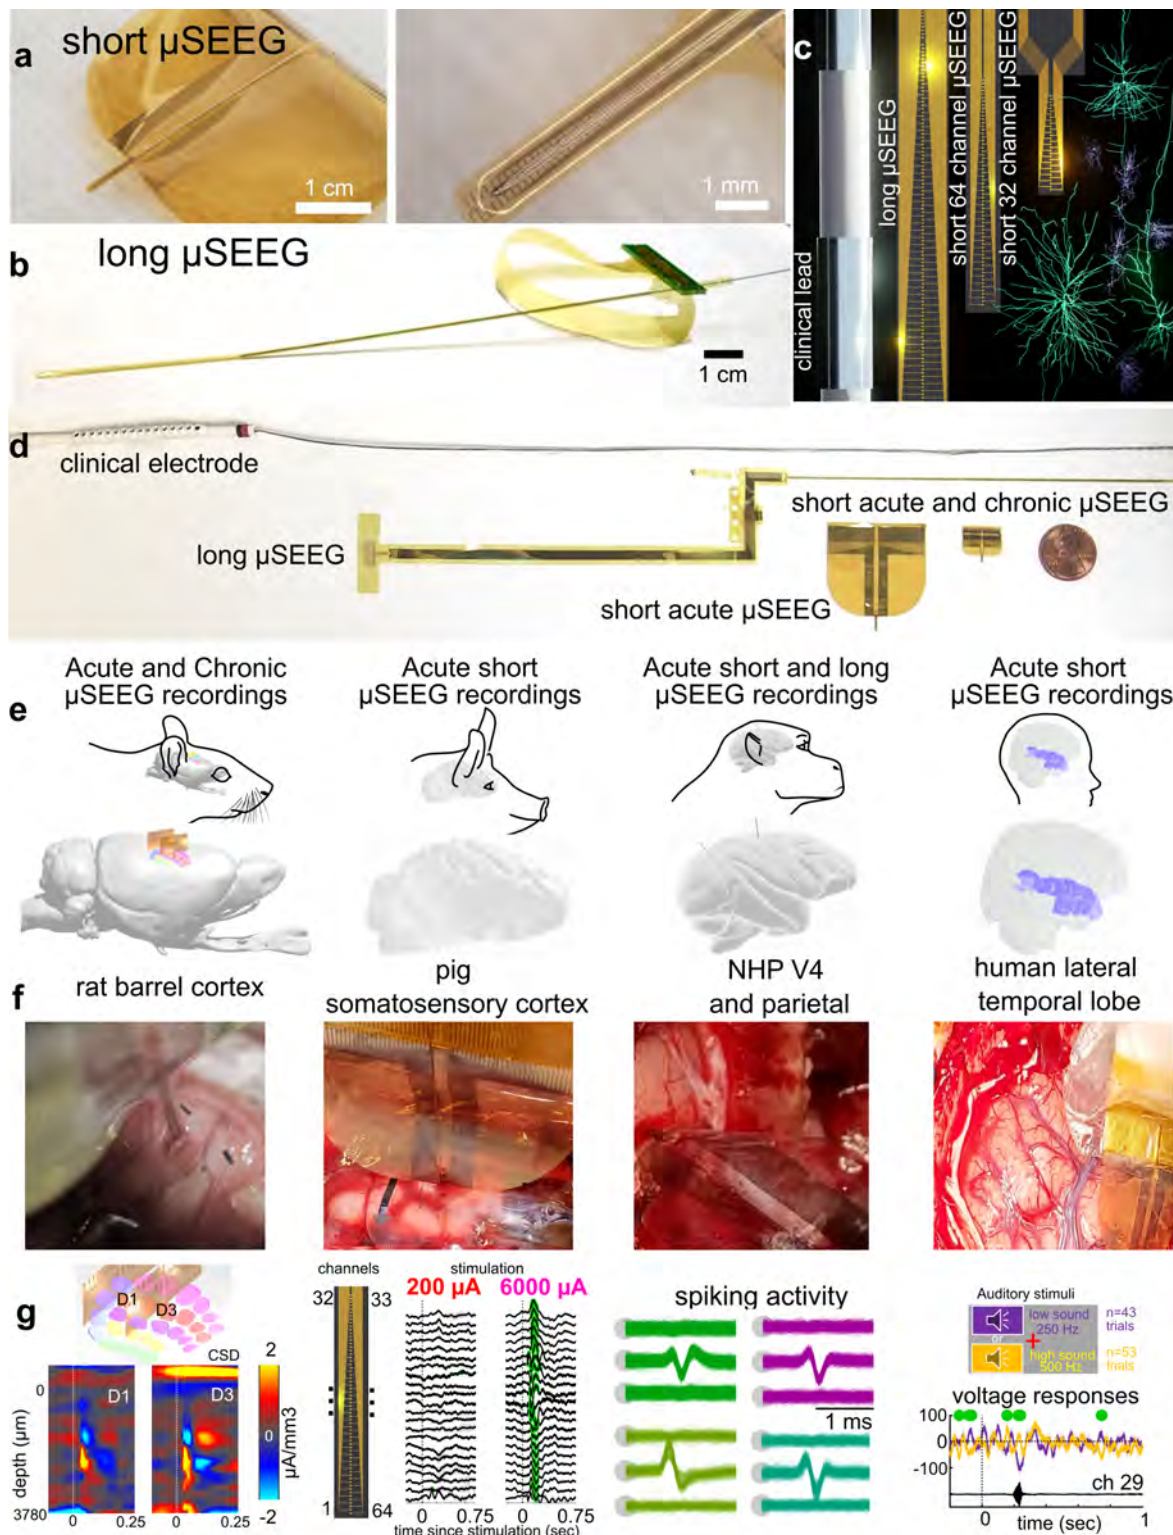 a
short µSEEG
1 cm
1 mm
b
long µSEEG
1 cm
c
clinical lead
long µSEEG
short 64 channel µSEEG
short 32 channel µSEEG
d
clinical electrode
long µSEEG
short acute and chronic µSEEG
short acute µSEEG
e
Acute and Chronic
µSEEG recordings
Acute short
µSEEG recordings
Acute short and long
µSEEG recordings
Acute short
µSEEG recordings
f
rat barrel cortex
pig
somatosensory cortex
NHP V4
and parietal
human lateral
temporal lobe
g
D1
D3
CSD
D1
D3
0
3780
depth (µm)
0
0.25
0
0.25
2
0
-2
µA/mm3
channels
32
33
1
64
stimulation
200 µA
6000 µA
0
0.75
0
0.75
time since stimulation (sec)
spiking activity
1 ms
Auditory stimuli
low sound
250 Hz
n=43
trials
or
+
high sound
500 Hz
n=53
trials
voltage responses
100
0
-100
ch 29
0
1
time (sec)